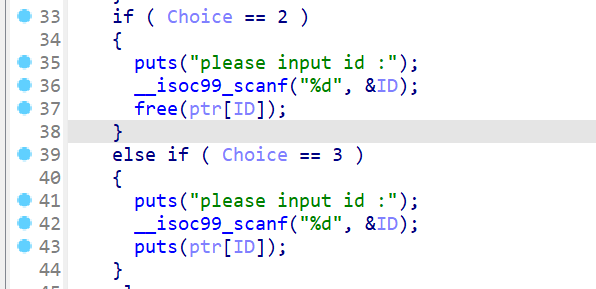 33 if ( Choice == 2 )
34 {
35 puts("please input id :");
36 __isoc99_scanf("%d", &ID);
37 free(ptr[ID]);
38 }
39 else if ( Choice == 3 )
40 {
41 puts("please input id :");
42 __isoc99_scanf("%d", &ID);
43 puts(ptr[ID]);
44 }